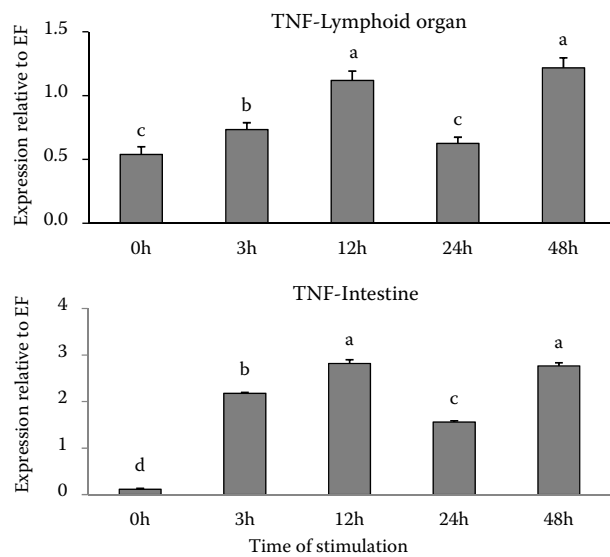 TNF-Lymphoid organ
Expression relative to EF
1.5
1.0
0.5
0.0
c
b
a
c
a
0h 3h 12h 24h 48h
TNF-Intestine
Expression relative to EF
4
3
2
1
0
d
b
a
c
a
0h 3h 12h 24h 48h
Time of stimulation